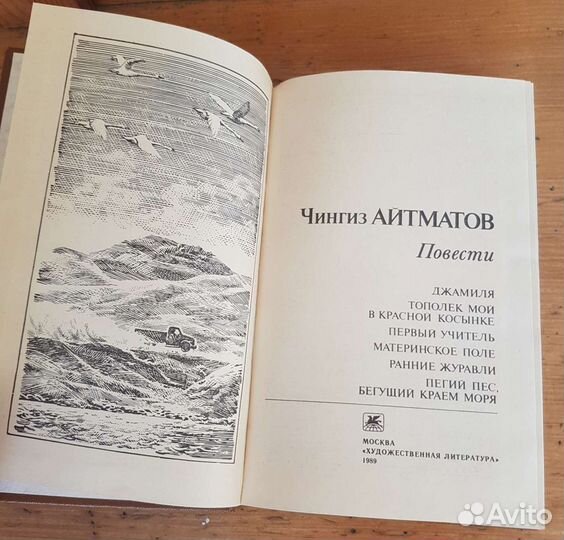 Чингиз АЙТМАТОВ
Повести
ДЖАМИЛЯ
ТОПОЛЕК МОЙ
В КРАСНОЙ КОСЫНКЕ
ПЕРВЫЙ УЧИТЕЛЬ
МАТЕРИНСКОЕ ПОЛЕ
РАННИЕ ЖУРАВЛИ
ПЕГИЙ ПЕС,
БЕГУЩИЙ КРАЕМ МОРЯ
МОСКВА
«ХУДОЖЕСТВЕННАЯ ЛИТЕРАТУРА»
1989
Avito